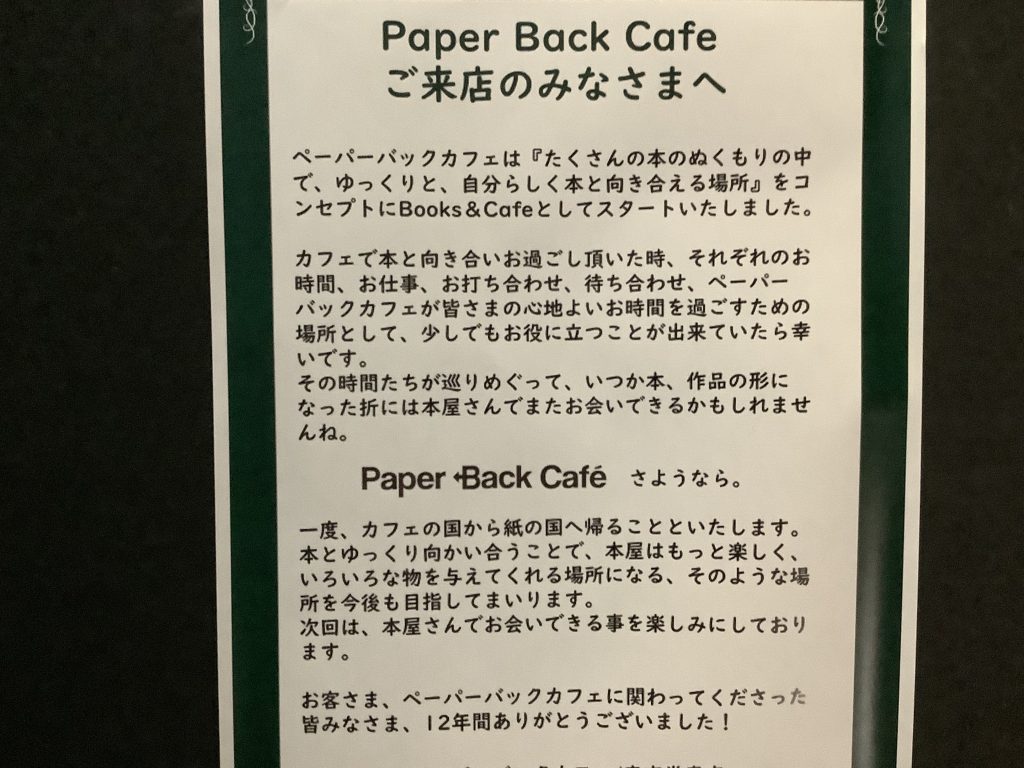 Paper Back Cafe
ご来店のみなさまへ
ペーパーバックカフェは『たくさんの本のぬくもりの中
で、ゆっくりと、自分らしく本と向き合える場所』をコ
ンセプトにBooks&Cafeとしてスタートいたしました。
カフェで本と向き合いお過ごし頂いた時、それぞれのお
時間、お仕事、お打ち合わせ、待ち合わせ、ペーパー
バックカフェが皆さまの心地よいお時間を過ごすための
場所として、少しでもお役に立つことが出来ていたら幸
いです。
その時間たちが巡りめぐって、いつか本、作品の形に
なった折には本屋さんでまたお会いできるかもしれませ
んね。
Paper Back Café さようなら。
一度、カフェの国から紙の国へ帰ることといたします。
本とゆっくり向かい合うことで、本屋はもっと楽しく、
いろいろな物を与えてくれる場所になる、そのような場
所を今後も目指してまいります。
次回は、本屋さんでお会いできる事を楽しみにしており
ます。
お客さま、ペーパーバックカフェに関わってくださった
皆みなさま、12年間ありがとうございました！